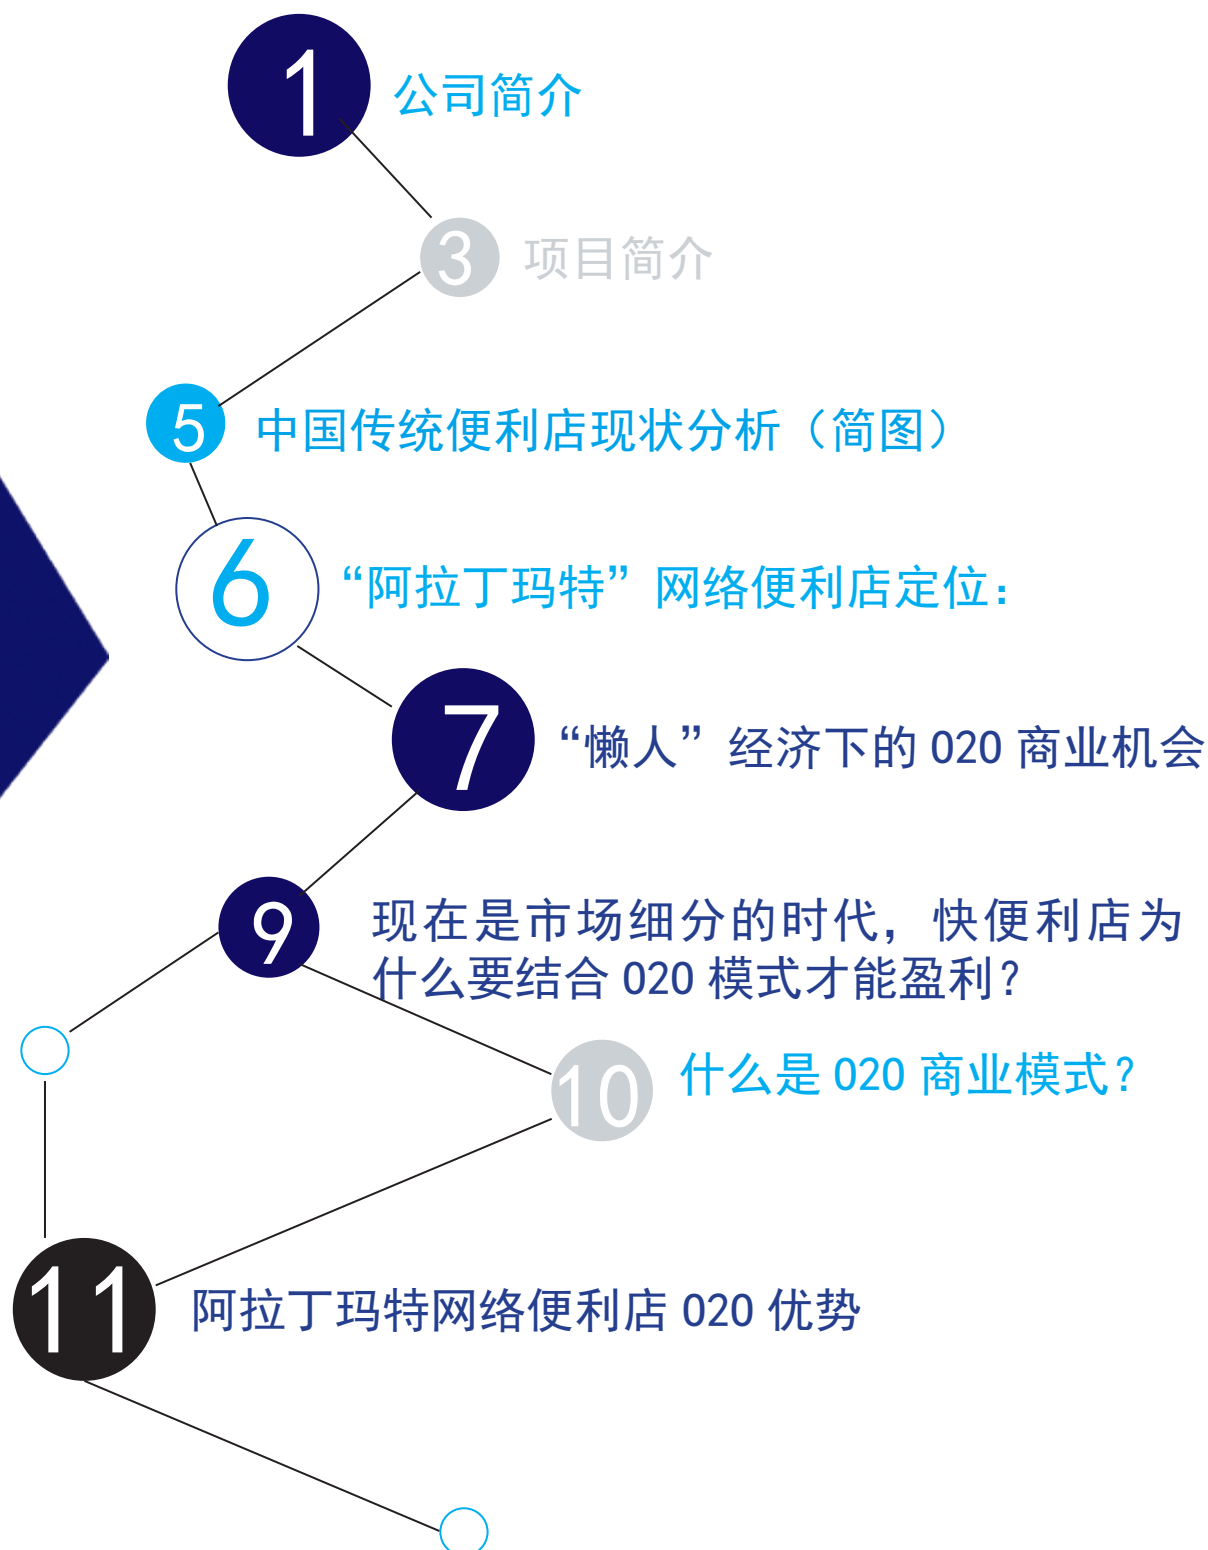 1 公司简介
3 项目简介
5 中国传统便利店现状分析（简图）
6 “阿拉丁玛特”网络便利店定位：
7 “懒人”经济下的 020 商业机会
9 现在是市场细分的时代，快便利店为
什么要结合 020 模式才能盈利？
10 什么是 020 商业模式？
11 阿拉丁玛特网络便利店 020 优势